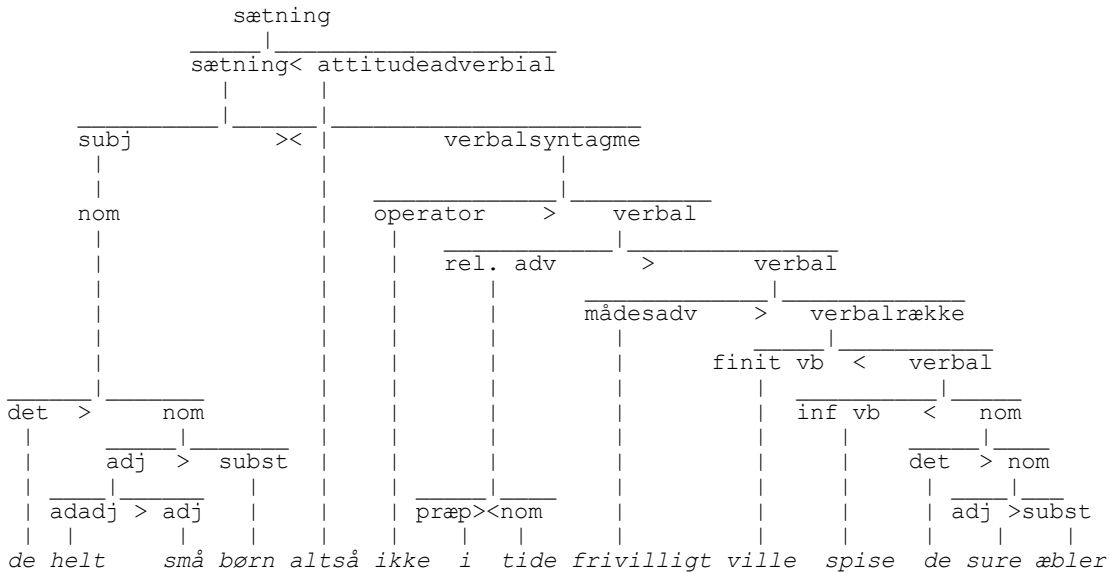 sætning
sætning< attitudeadverbial
subj >< verbalsyntagme
nom operator > verbal
rel. adv > verbal
mådesadv > verbalrække
finit vb < verbal
det > nom inf vb < nom
adj > subst det > nom
adadj > adj præp><nom adj >subst
de helt små børn altså ikke i tide frivilligt ville spise de sure æbler